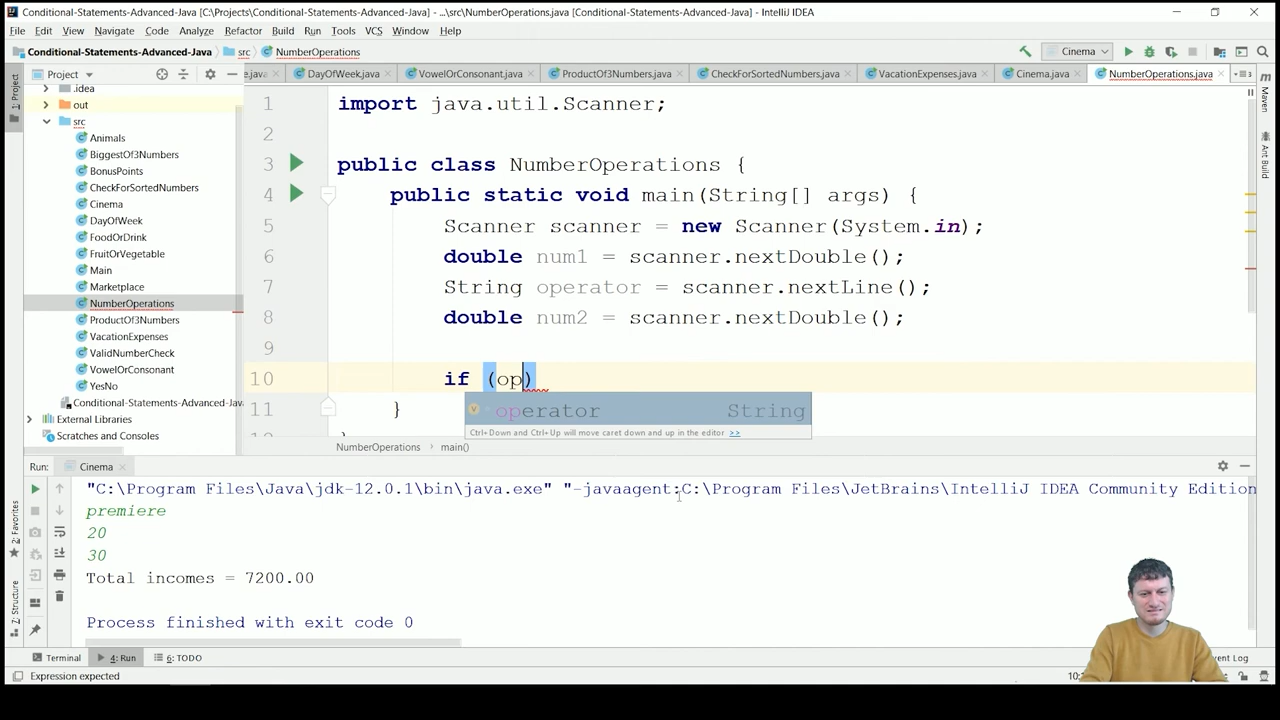 Conditional-Statements-Advanced-Java [C:\Projects\Conditional-Statements-Advanced-Java] - ...\src\NumberOperations.java [Conditional-Statements-Advanced-Java] - IntelliJ IDEA
File Edit View Navigate Code Analyze Refactor Build Run Tools VCS Window Help
Conditional-Statements-Advanced-Java src NumberOperations Cinema
Project
e.java DayOfWeek.java VowelOrConsonant.java ProductOf3Numbers.java CheckForSortedNumbers.java VacationExpenses.java Cinema.java NumberOperations.java
1: Project
.idea
out
src
Animals
BiggestOf3Numbers
BonusPoints
CheckForSortedNumbers
Cinema
DayOfWeek
FoodOrDrink
FruitOrVegetable
Main
Marketplace
NumberOperations
ProductOf3Numbers
VacationExpenses
ValidNumberCheck
VowelOrConsonant
YesNo
Conditional-Statements-Advanced-Java
External Libraries
Scratches and Consoles
1 import java.util.Scanner;
2
3 public class NumberOperations {
4 public static void main(String[] args) {
5 Scanner scanner = new Scanner(System.in);
6 double num1 = scanner.nextDouble();
7 String operator = scanner.nextLine();
8 double num2 = scanner.nextDouble();
9
10 if (op)
11 }
operator String
Ctrl+Down and Ctrl+Up will move caret down and up in the editor >>
NumberOperations main()
Maven
Ant Build
Run: Cinema
"C:\Program Files\Java\jdk-12.0.1\bin\java.exe" "-javaagent:C:\Program Files\JetBrains\IntelliJ IDEA Community Edition
premiere
20
30
Total incomes = 7200.00
Process finished with exit code 0
2: Favorites
7: Structure
Terminal 4: Run 6: TODO
Expression expected